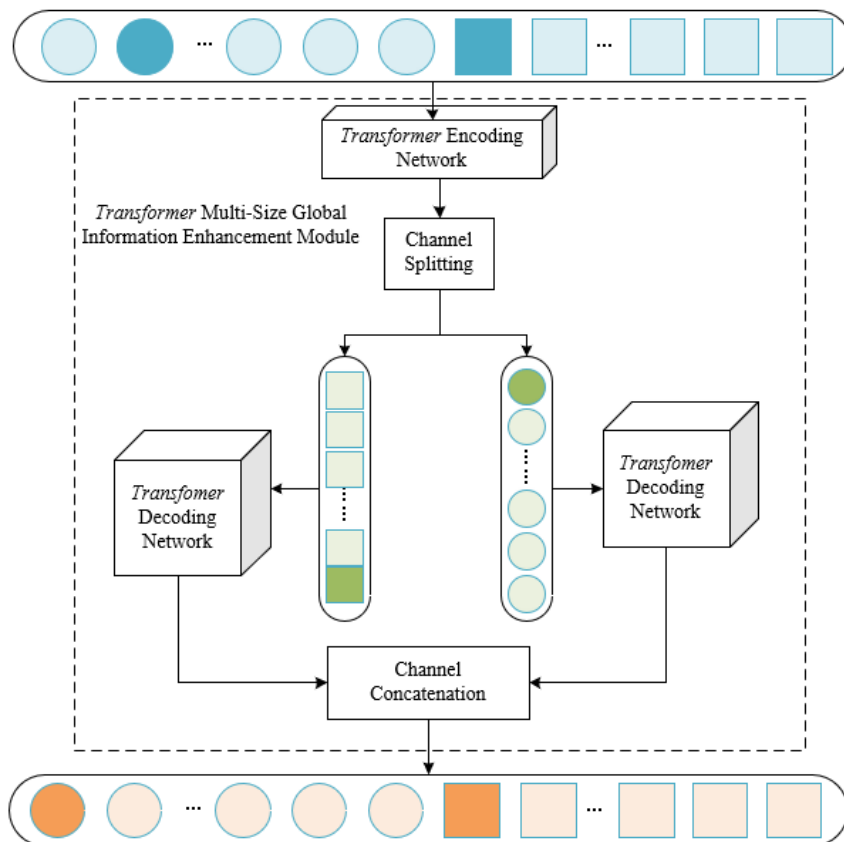 ...
...
Transformer Encoding
Network
Transformer Multi-Size Global
Information Enhancement Module
Channel
Splitting
Transfomer
Decoding
Network
Transfomer
Decoding
Network
Channel
Concatenation
...
...